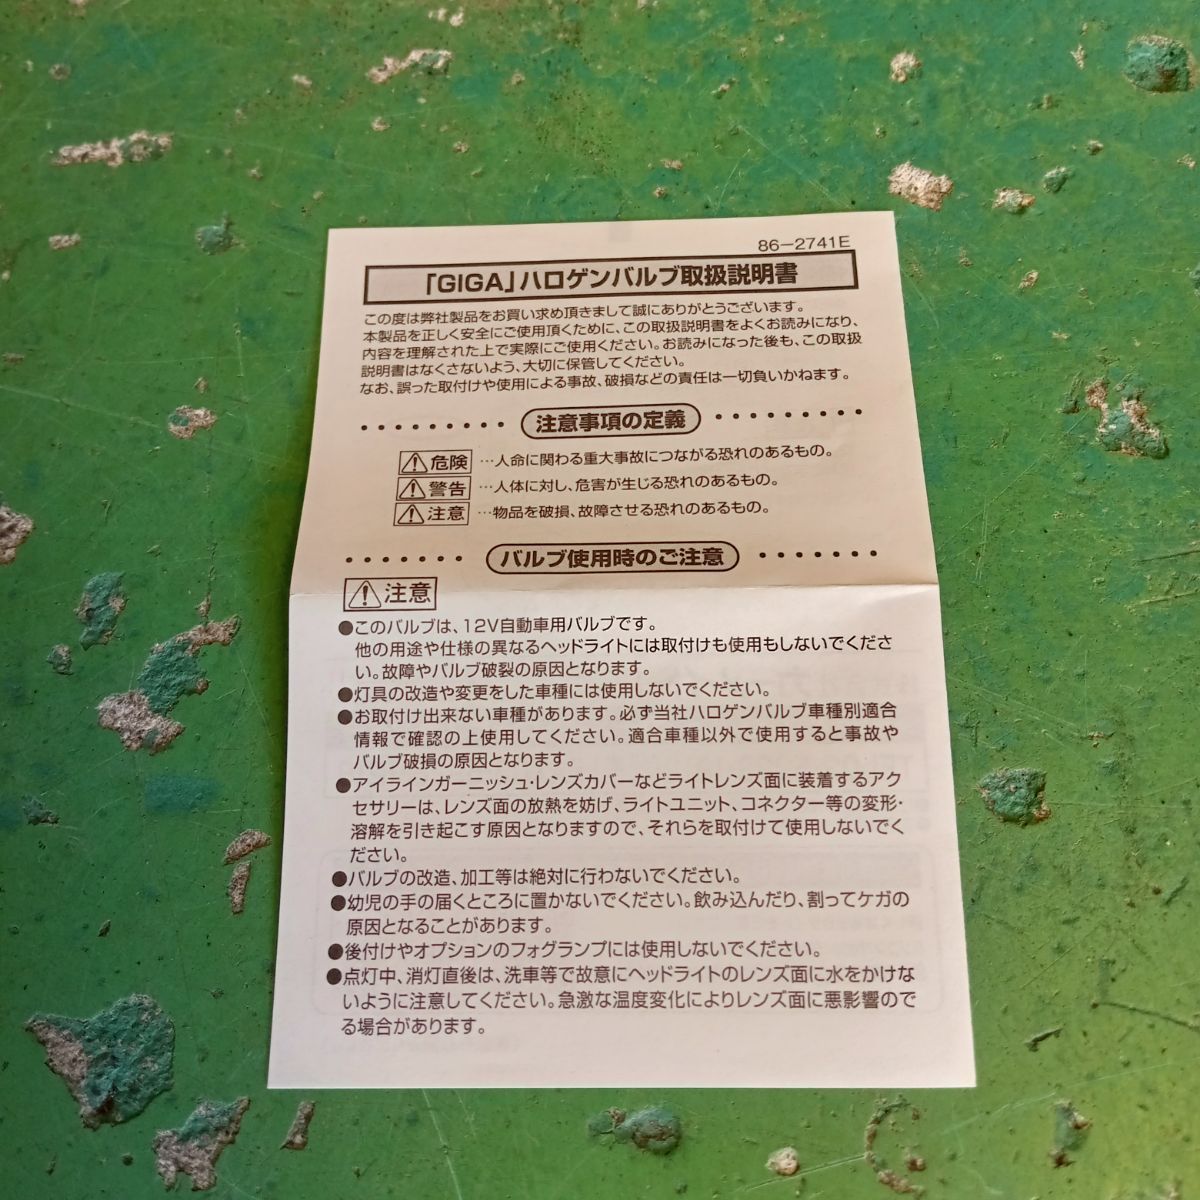 86-2741E
「GIGA」ハロゲンバルブ取扱説明書
この度は弊社製品をお買い求め頂きまして誠にありがとうございます。
本製品を正しく安全にご使用頂くために、この取扱説明書をよくお読みになり、
内容を理解された上で実際にご使用ください。お読みになった後も、この取扱
説明書はなくさないよう、大切に保管してください。
なお、誤った取付けや使用による事故、破損などの責任は一切負いかねます。
注意事項の定義
危険 …人命に関わる重大事故につながる恐れのあるもの。
警告 …人体に対し、危害が生じる恐れのあるもの。
注意 …物品を破損、故障させる恐れのあるもの。
バルブ使用時のご注意
注意
●このバルブは、12V自動車用バルブです。
他の用途や仕様の異なるヘッドライトには取付けも使用もしないでくださ
い。故障やバルブ破裂の原因となります。
●灯具の改造や変更をした車種には使用しないでください。
●お取付け出来ない車種があります。必ず当社ハロゲンバルブ車種別適合
情報で確認の上使用してください。適合車種以外で使用すると事故や
バルブ破損の原因となります。
●アイラインガーニッシュ・レンズカバーなどライトレンズ面に装着するアク
セサリーは、レンズ面の放熱を妨げ、ライトユニット、コネクター等の変形・
溶解を引き起こす原因となりますので、それらを取付けて使用しないでく
ださい。
●バルブの改造、加工等は絶対に行わないでください。
●幼児の手の届くところに置かないでください。飲み込んだり、割ってケガの
原因となることがあります。
●後付けやオプションのフォグランプには使用しないでください。
●点灯中、消灯直後は、洗車等で故意にヘッドライトのレンズ面に水をかけな
いように注意してください。急激な温度変化によりレンズ面に悪影響ので
る場合があります。